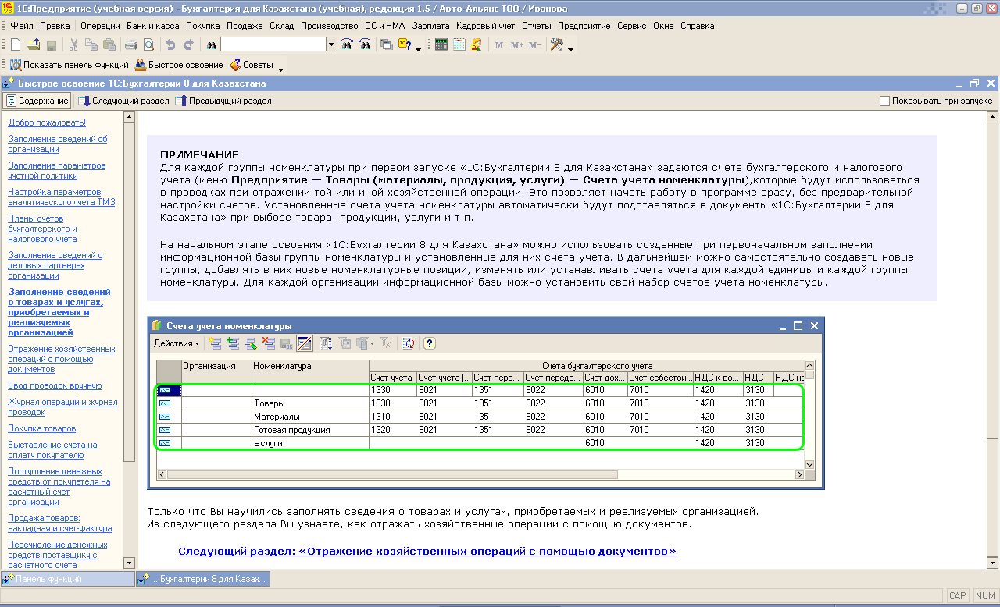 1С:Предприятие (учебная версия) - Бухгалтерия для Казахстана (учебная), редакция 1.5 / Авто-Альянс ТОО / Иванова
Файл Правка Операции Банк и касса Покупка Продажа Склад Производство ОС и НМА Зарплата Кадровый учет Отчеты Предприятие Сервис Окна Справка
M M+ M-
Показать панель функций Быстрое освоение Советы
Быстрое освоение 1С:Бухгалтерии 8 для Казахстана
Содержание Следующий раздел Предыдущий раздел Показывать при запуске
Добро пожаловать!
Заполнение сведений об
организации
Заполнение параметров
учетной политики
Настройка параметров
аналитического учета ТМЗ
Планы счетов
бухгалтерского и
налогового учета
Заполнение сведений о
деловых партнерах
организации
Заполнение сведений
о товарах и услугах,
приобретаемых и
реализуемых
организацией
Отражение хозяйственных
операций с помощью
документов
Ввод проводок вручную
Журнал операций и журнал
проводок
Покупка товаров
Выставление счета на
оплату покупателю
Поступление денежных
средств от покупателя на
расчетный счет
организации
Продажа товаров:
накладная и счет-фактура
Перечисление денежных
средств поставщику с
расчетного счета
ПРИМЕЧАНИЕ
Для каждой группы номенклатуры при первом запуске «1С:Бухгалтерии 8 для Казахстана» задаются счета бухгалтерского и налогового
учета (меню Предприятие — Товары (материалы, продукция, услуги) — Счета учета номенклатуры),которые будут использоваться
в проводках при отражении той или иной хозяйственной операции. Это позволяет начать работу в программе сразу, без предварительной
настройки счетов. Установленные счета учета номенклатуры автоматически будут подставляться в документы «1С:Бухгалтерии 8 для
Казахстана» при выборе товара, продукции, услуги и т.п.
На начальном этапе освоения «1С:Бухгалтерии 8 для Казахстана» можно использовать созданные при первоначальном заполнении
информационной базы группы номенклатуры и установленные для них счета учета. В дальнейшем можно самостоятельно создавать новые
группы, добавлять в них новые номенклатурные позиции, изменять или устанавливать счета учета для каждой единицы и каждой группы
номенклатуры. Для каждой организации информационной базы можно установить свой набор счетов учета номенклатуры.
Счета учета номенклатуры
Действия
Организация Номенклатура Счета бухгалтерского учета
Счет учета Счет учета (... Счет пере... Счет переда... Счет дох... Счет себестои... НДС к во... НДС НДС на
1330 9021 1351 9022 6010 7010 1420 3130
Товары 1330 9021 1351 9022 6010 7010 1420 3130
Материалы 1310 9021 1351 9022 6010 7010 1420 3130
Готовая продукция 1320 9021 1351 9022 6010 7010 1420 3130
Услуги 6010 1420 3130
Только что Вы научились заполнять сведения о товарах и услугах, приобретаемых и реализуемых организацией.
Из следующего раздела Вы узнаете, как отражать хозяйственные операции с помощью документов.
Следующий раздел: «Отражение хозяйственных операций с помощью документов»
Панель функций ...:Бухгалтерии 8 для Казах...
CAP NUM